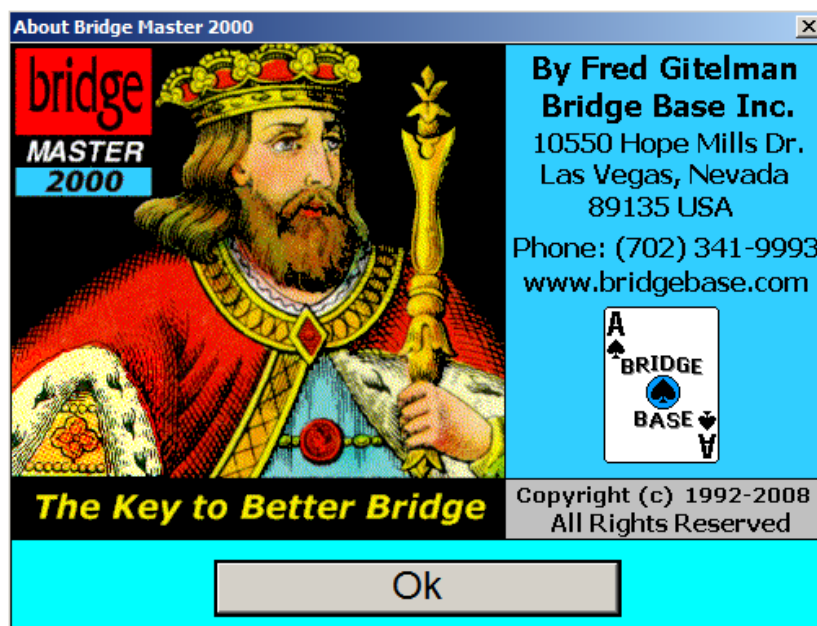 About Bridge Master 2000
bridge
MASTER
2000
By Fred Gitelman
Bridge Base Inc.
10550 Hope Mills Dr.
Las Vegas, Nevada
89135 USA
Phone: (702) 341-9993
www.bridgebase.com
A
BRIDGE
BASE
A
The Key to Better Bridge
Copyright (c) 1992-2008
All Rights Reserved
Ok